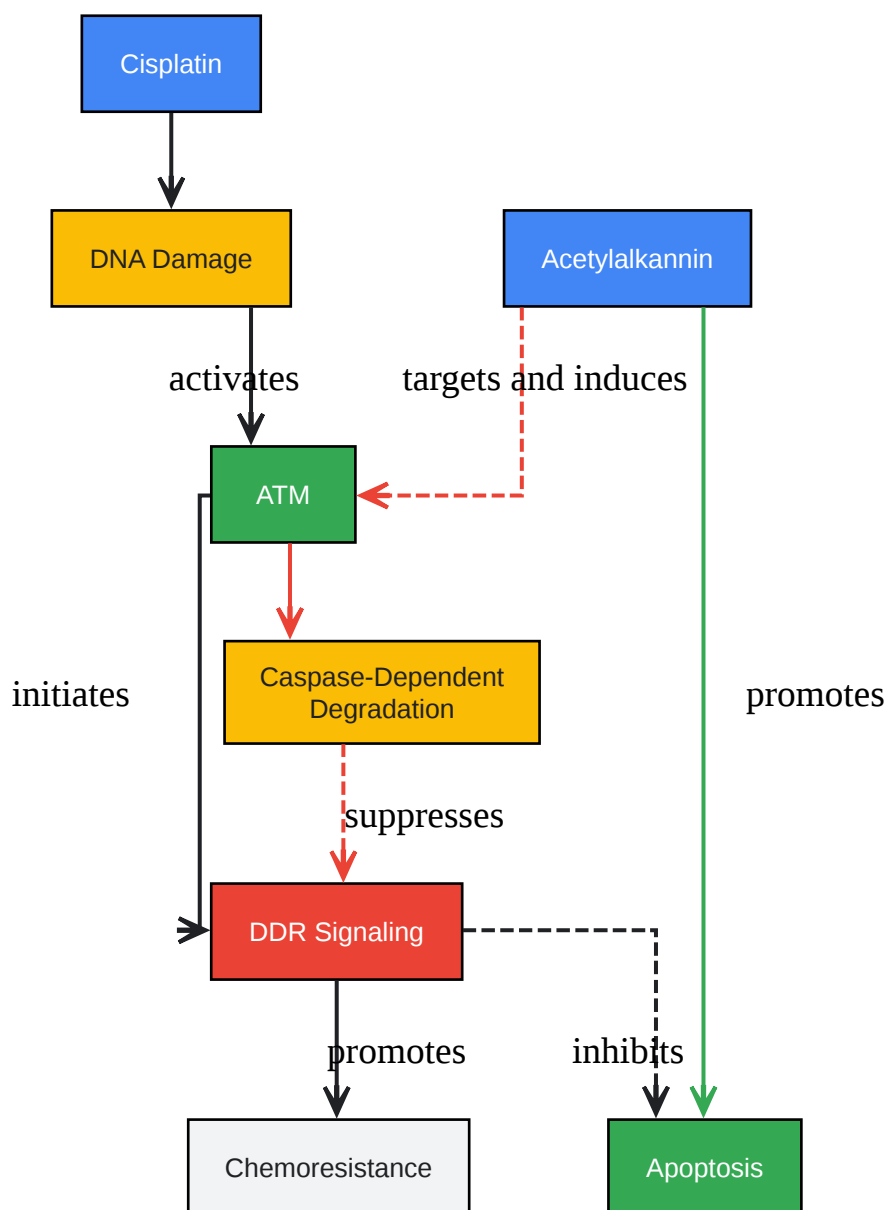 Cisplatin
DNA Damage
Acetylalkannin
activates
targets and induces
ATM
Caspase-Dependent
Degradation
initiates
promotes
suppresses
DDR Signaling
promotes
inhibits
Chemoresistance
Apoptosis